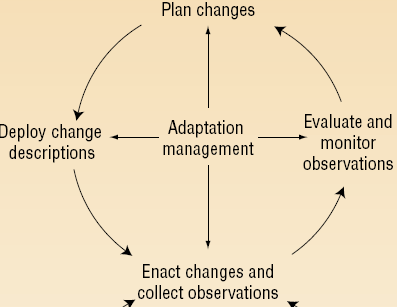 Plan changes
Deploy change
descriptions
Adaptation
management
Evaluate and
monitor
observations
Enact changes and
collect observations